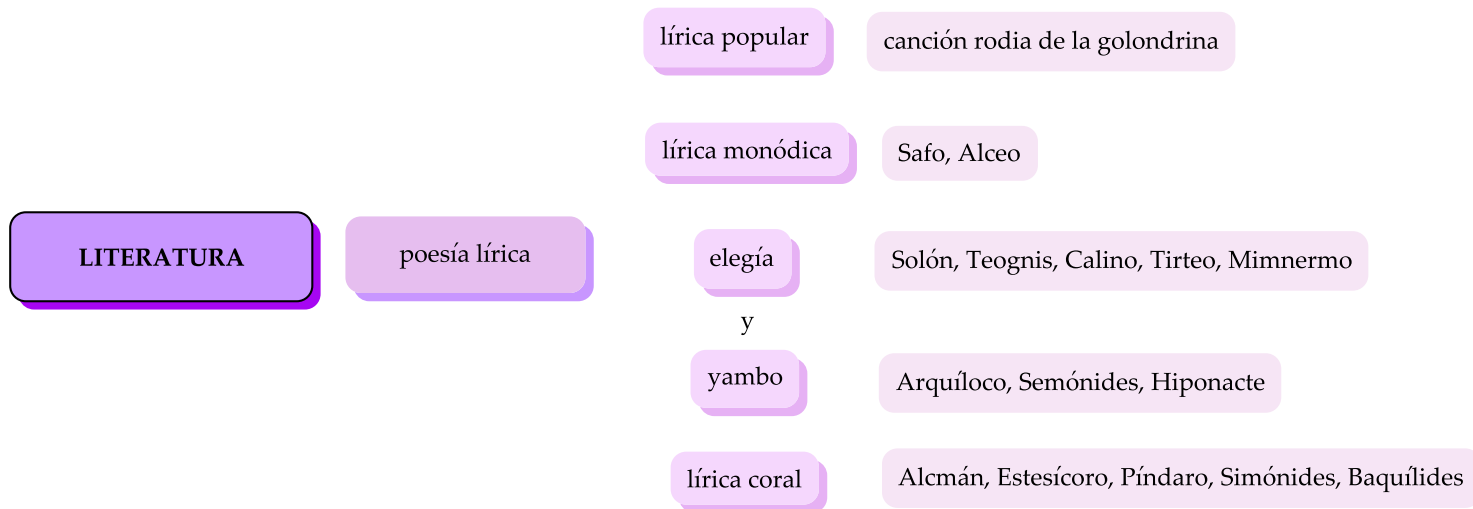 lírica popular
canción rodia de la golondrina
lírica monódica
Safo, Alceo
LITERATURA
poesía lírica
elegía
Solón, Teognis, Calino, Tirteo, Mimnermo
y
yambo
Arquíloco, Semónides, Hiponacte
lírica coral
Alcmán, Estesícoro, Píndaro, Simónides, Baquílides